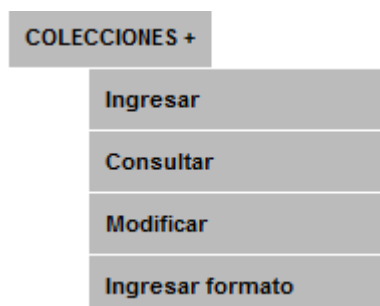 COLECCIONES +
Ingresar
Consultar
Modificar
Ingresar formato